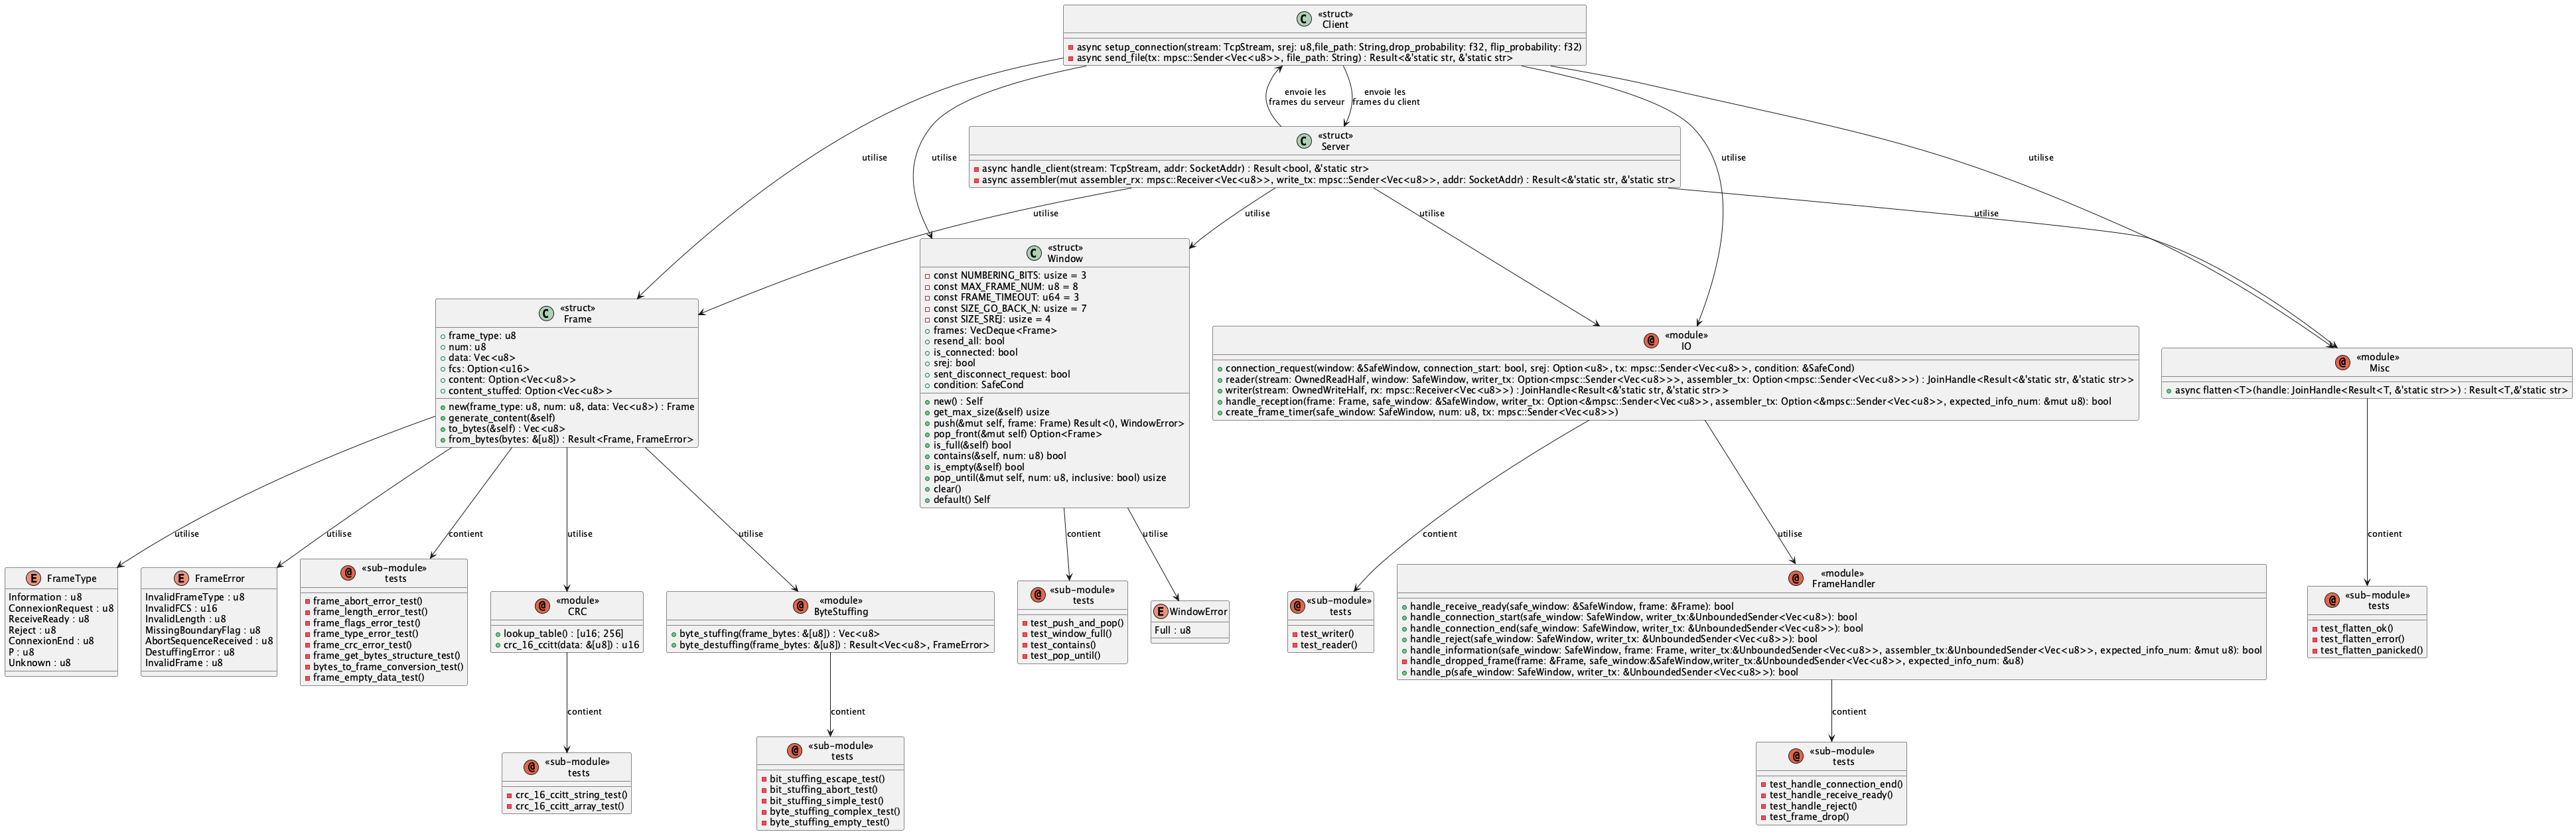 C
«struct»
Client
async setup_connection(stream: TcpStream, srej: u8,file_path: String,drop_probability: f32, flip_probability: f32)
async send_file(tx: mpsc::Sender<Vec<u8>>, file_path: String) : Result<&'static str, &'static str>
envoie les
frames du serveur
envoie les
frames du client
C
«struct»
Server
async handle_client(stream: TcpStream, addr: SocketAddr) : Result<bool, &'static str>
async assembler(mut assembler_rx: mpsc::Receiver<Vec<u8>>, write_tx: mpsc::Sender<Vec<u8>>, addr: SocketAddr) : Result<&'static str, &'static str>
utilise
utilise
utilise
utilise
utilise
utilise
utilise
utilise
C
«struct»
Frame
frame_type: u8
num: u8
data: Vec<u8>
fcs: Option<u16>
content: Option<Vec<u8>>
content_stuffed: Option<Vec<u8>>
new(frame_type: u8, num: u8, data: Vec<u8>) : Frame
generate_content(&self)
to_bytes(&self) : Vec<u8>
from_bytes(bytes: &[u8]) : Result<Frame, FrameError>
C
«struct»
Window
const NUMBERING_BITS: usize = 3
const MAX_FRAME_NUM: u8 = 8
const FRAME_TIMEOUT: u64 = 3
const SIZE_GO_BACK_N: usize = 7
const SIZE_SREJ: usize = 4
frames: VecDeque<Frame>
resend_all: bool
is_connected: bool
srej: bool
sent_disconnect_request: bool
condition: SafeCond
new() : Self
get_max_size(&self) usize
push(&mut self, frame: Frame) Result<(), WindowError>
pop_front(&mut self) Option<Frame>
is_full(&self) bool
contains(&self, num: u8) bool
is_empty(&self) bool
pop_until(&mut self, num: u8, inclusive: bool) usize
clear()
default() Self
@
«module»
IO
connection_request(window: &SafeWindow, connection_start: bool, srej: Option<u8>, tx: mpsc::Sender<Vec<u8>>, condition: &SafeCond)
reader(stream: OwnedReadHalf, window: SafeWindow, writer_tx: Option<mpsc::Sender<Vec<u8>>>, assembler_tx: Option<mpsc::Sender<Vec<u8>>>) : JoinHandle<Result<&'static str, &'static str>>
writer(stream: OwnedWriteHalf, rx: mpsc::Receiver<Vec<u8>>) : JoinHandle<Result<&'static str, &'static str>>
handle_reception(frame: Frame, safe_window: &SafeWindow, writer_tx: Option<&mpsc::Sender<Vec<u8>>, assembler_tx: Option<&mpsc::Sender<Vec<u8>>, expected_info_num: &mut u8): bool
create_frame_timer(safe_window: SafeWindow, num: u8, tx: mpsc::Sender<Vec<u8>>)
@
«module»
Misc
async flatten<T>(handle: JoinHandle<Result<T, &'static str>>) : Result<T,&'static str>
utilise
utilise
contient
utilise
utilise
contient
utilise
contient
utilise
contient
E
FrameType
Information : u8
ConnexionRequest : u8
ReceiveReady : u8
Reject : u8
ConnexionEnd : u8
P : u8
Unknown : u8
E
FrameError
InvalidFrameType : u8
InvalidFCS : u16
InvalidLength : u8
MissingBoundaryFlag : u8
AbortSequenceReceived : u8
DestuffingError : u8
InvalidFrame : u8
@
«sub-module»
tests
frame_abort_error_test()
frame_length_error_test()
frame_flags_error_test()
frame_type_error_test()
frame_crc_error_test()
frame_get_bytes_structure_test()
bytes_to_frame_conversion_test()
frame_empty_data_test()
@
«module»
CRC
lookup_table() : [u16; 256]
crc_16_ccitt(data: &[u8]) : u16
@
«module»
ByteStuffing
byte_stuffing(frame_bytes: &[u8]) : Vec<u8>
byte_destuffing(frame_bytes: &[u8]) : Result<Vec<u8>, FrameError>
@
«sub-module»
tests
test_push_and_pop()
test_window_full()
test_contains()
test_pop_until()
E
WindowError
Full : u8
@
«sub-module»
tests
test_writer()
test_reader()
@
«module»
FrameHandler
handle_receive_ready(safe_window: &SafeWindow, frame: &Frame): bool
handle_connection_start(safe_window: SafeWindow, writer_tx:&UnboundedSender<Vec<u8>): bool
handle_connection_end(safe_window: SafeWindow, writer_tx: &UnboundedSender<Vec<u8>>): bool
handle_reject(safe_window: SafeWindow, writer_tx: &UnboundedSender<Vec<u8>>): bool
handle_information(safe_window: SafeWindow, frame: Frame, writer_tx:&UnboundedSender<Vec<u8>>, assembler_tx:&UnboundedSender<Vec<u8>>, expected_info_num: &mut u8): bool
handle_dropped_frame(frame: &Frame, safe_window:&SafeWindow,writer_tx:&UnboundedSender<Vec<u8>>, expected_info_num: &u8)
handle_p(safe_window: SafeWindow, writer_tx: &UnboundedSender<Vec<u8>>): bool
@
«sub-module»
tests
test_flatten_ok()
test_flatten_error()
test_flatten_panicked()
contient
contient
contient
@
«sub-module»
tests
crc_16_ccitt_string_test()
crc_16_ccitt_array_test()
@
«sub-module»
tests
bit_stuffing_escape_test()
bit_stuffing_abort_test()
bit_stuffing_simple_test()
byte_stuffing_complex_test()
byte_stuffing_empty_test()
@
«sub-module»
tests
test_handle_connection_end()
test_handle_receive_ready()
test_handle_reject()
test_frame_drop()